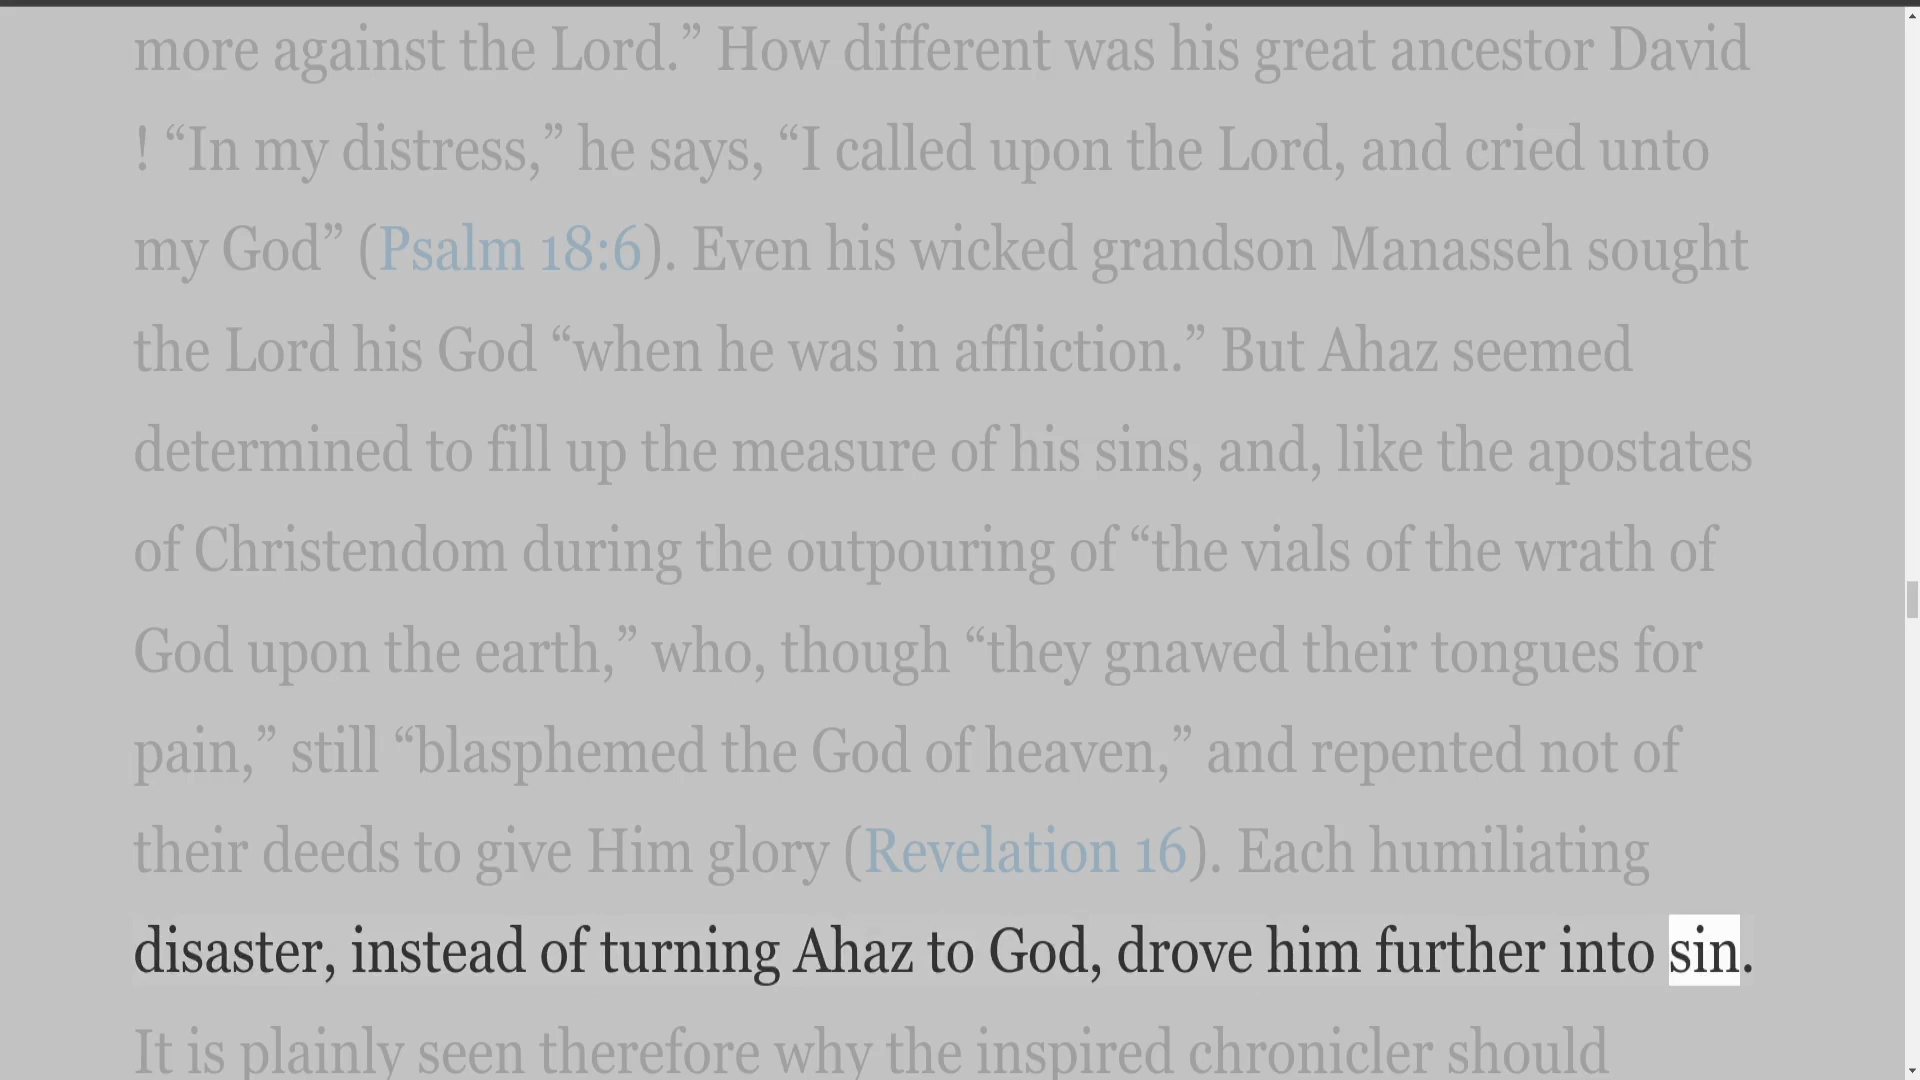 more against the Lord.” How different was his great ancestor David
! “In my distress,” he says, “I called upon the Lord, and cried unto
my God” (Psalm 18:6). Even his wicked grandson Manasseh sought
the Lord his God “when he was in affliction.” But Ahaz seemed
determined to fill up the measure of his sins, and, like the apostates
of Christendom during the outpouring of “the vials of the wrath of
God upon the earth,” who, though “they gnawed their tongues for
pain,” still “blasphemed the God of heaven,” and repented not of
their deeds to give Him glory (Revelation 16). Each humiliating
disaster, instead of turning Ahaz to God, drove him further into sin.
It is plainly seen therefore why the inspired chronicler should